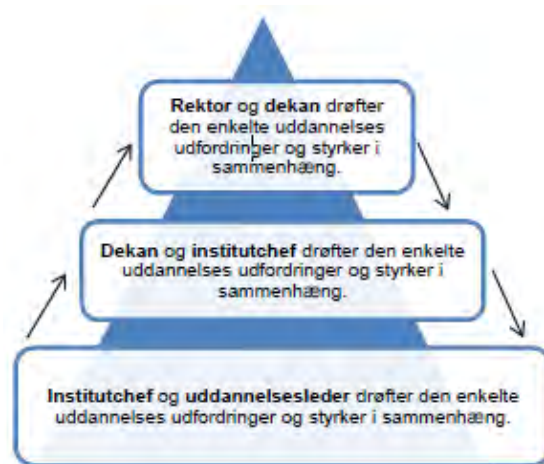 Rektor og dekan drøfter
den enkelte uddannelses
udfordringer og styrker i
sammenhæng.
Dekan og institutchef drøfter den enkelte
uddannelses udfordringer og styrker i
sammenhæng.
Institutchef og uddannelsesleder drøfter den enkelte
uddannelses udfordringer og styrker i sammenhæng.